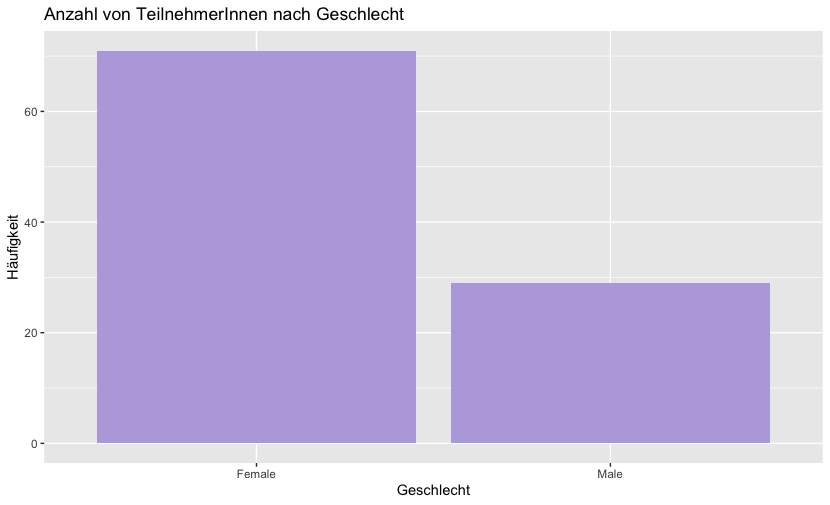 Anzahl von TeilnehmerInnen nach Geschlecht
Häufigkeit
60
40
20
0
Female Male
Geschlecht